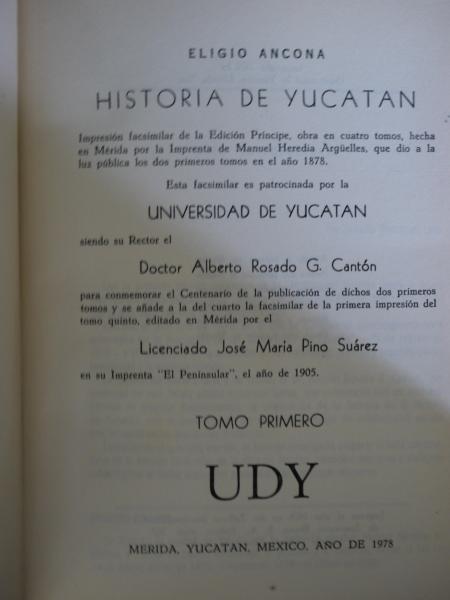 ELIGIO ANCONA
HISTORIA DE YUCATAN
Impresión facsimilar de la Edición Príncipe, obra en cuatro tomos, hecha
en Mérida por la Imprenta de Manuel Heredia Argüelles, que dio a la
luz pública los dos primeros tomos en el año 1878.
Esta facsimilar es patrocinada por la
UNIVERSIDAD DE YUCATAN
siendo su Rector el
Doctor Alberto Rosado G. Cantón
para conmemorar el Centenario de la publicación de dichos dos primeros
tomos y se añade a la del cuarto la facsimilar de la primera impresión del
tomo quinto, editado en Mérida por el
Licenciado José María Pino Suárez
en su Imprenta "El Peninsular", el año de 1905.
TOMO PRIMERO
UDY
MERIDA, YUCATAN, MEXICO, AÑO DE 1978